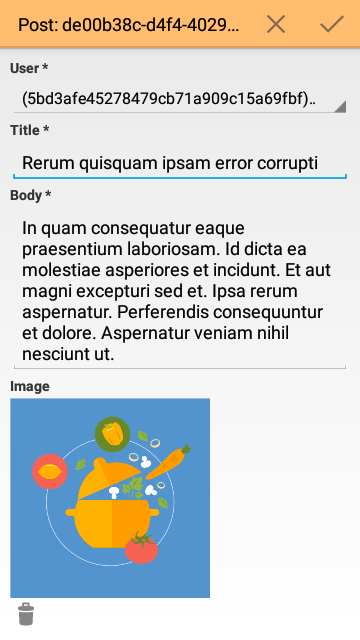 Post: de00b38c-d4f4-4029...
User *
(5bd3afe45278479cb71a909c15a69fbf)..
Title *
Rerum quisquam ipsam error corrupti
Body *
In quam consequatur eaque
praesentium laboriosam. Id dicta ea
molestiae asperiores et incidunt. Et aut
magni excepturi sed et. Ipsa rerum
aspernatur. Perferendis consequuntur
et dolore. Aspernatur veniam nihil
nesciunt ut.
Image